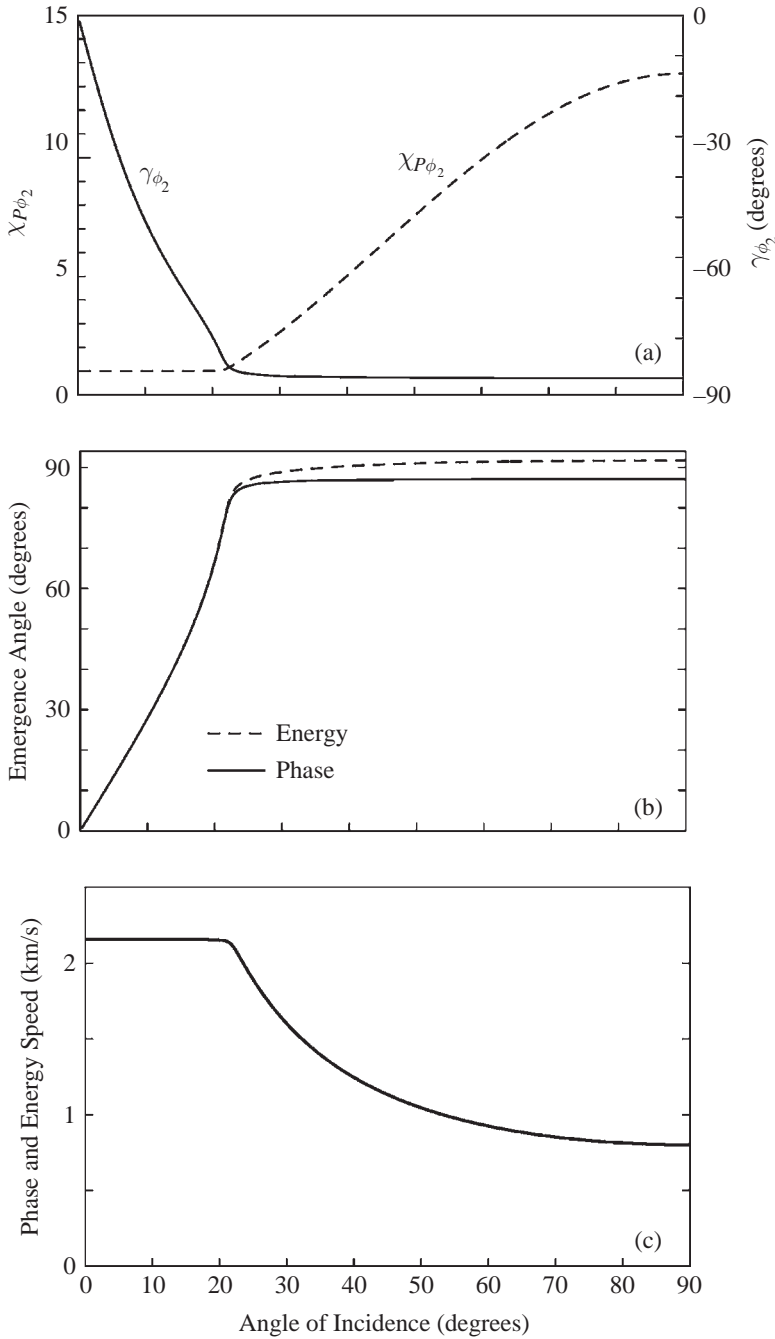 15
10
5
0
χPϕ2
γϕ2
χPϕ2
0
−30
−60
−90
γϕ2 (degrees)
(a)
90
60
30
0
Emergence Angle (degrees)
Energy
Phase
(b)
2
1
0
Phase and Energy Speed (km/s)
(c)
0 10 20 30 40 50 60 70 80 90
Angle of Incidence (degrees)